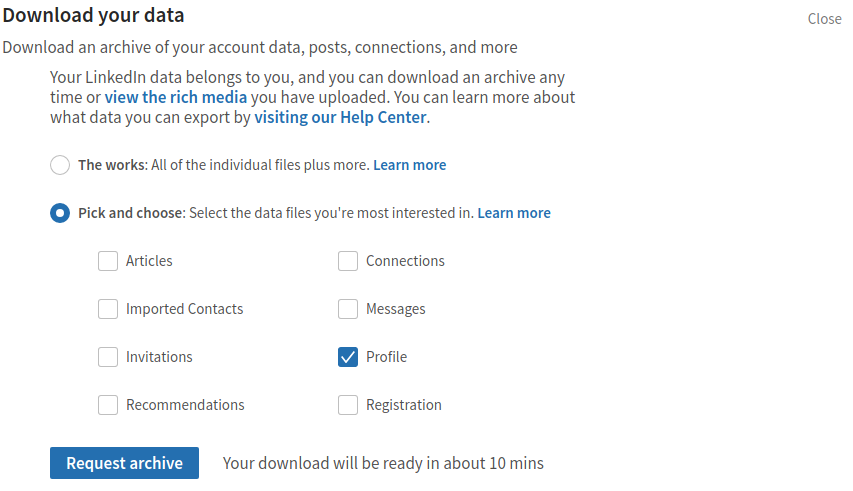 Download your data
Close
Download an archive of your account data, posts, connections, and more
Your LinkedIn data belongs to you, and you can download an archive any
time or view the rich media you have uploaded. You can learn more about
what data you can export by visiting our Help Center.
The works: All of the individual files plus more. Learn more
Pick and choose: Select the data files you're most interested in. Learn more
Articles
Connections
Imported Contacts
Messages
Invitations
Profile
Recommendations
Registration
Request archive
Your download will be ready in about 10 mins